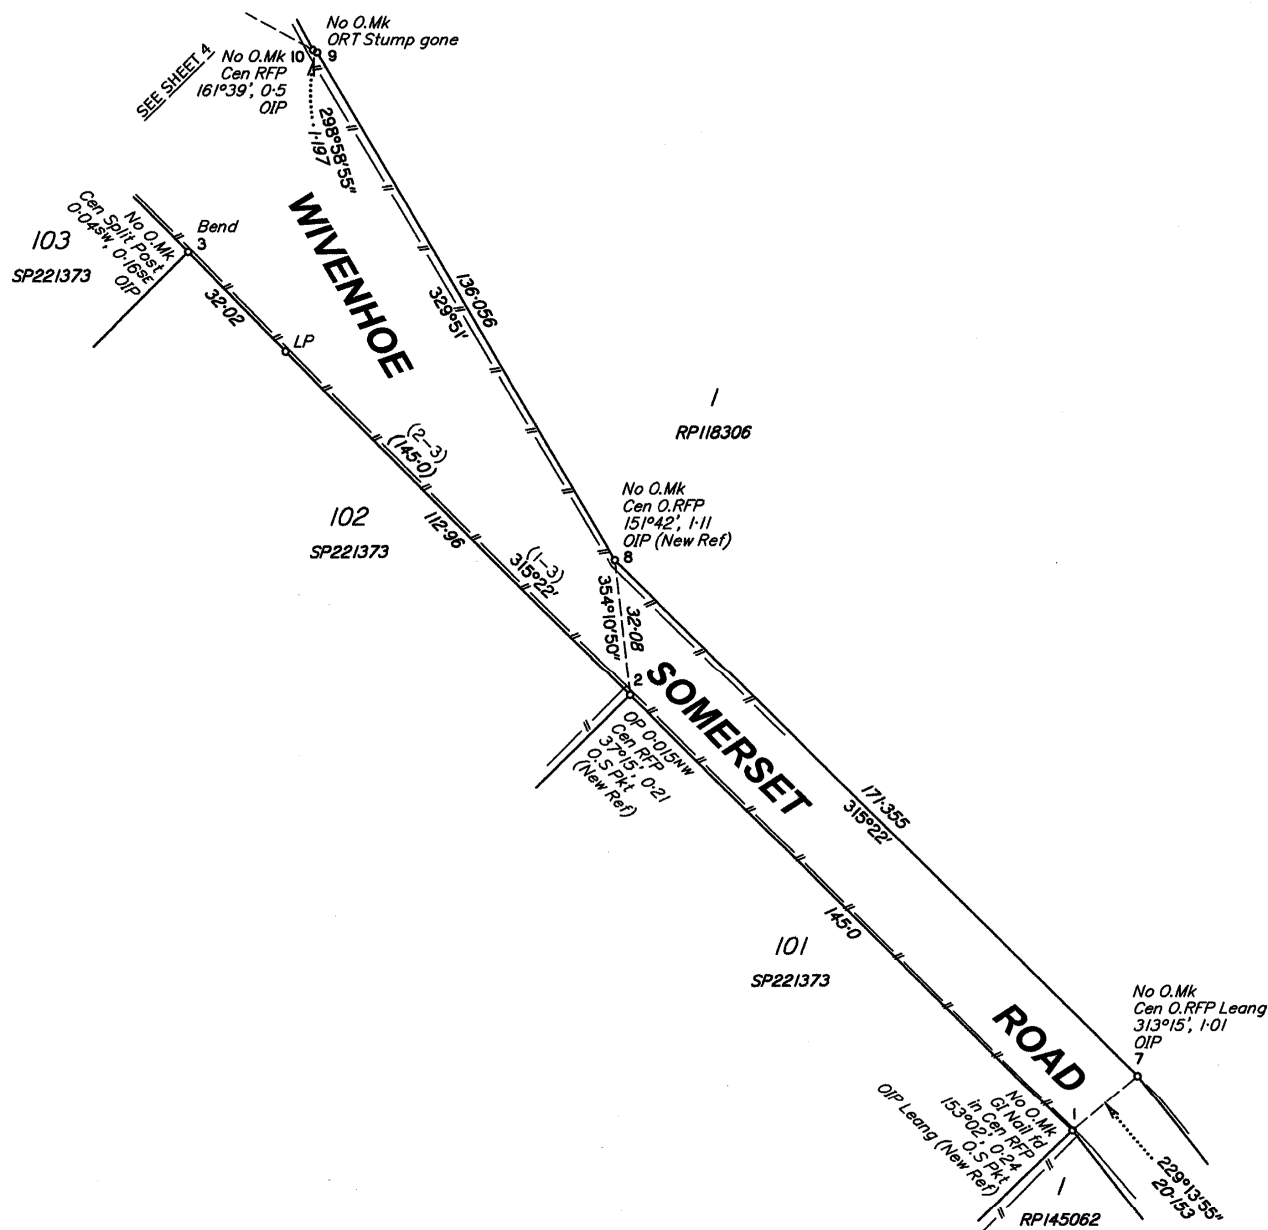 No O.Mk
ORT Stump gone
SEE SHEET 4
No O.Mk
Cen RFP
161°39', 0·5
OIP
10
9
298°58'55"
1·197
WIVENHOE
103
SP221373
No O.Mk
Cen Split Post
0·04SW, 0·16SE
OIP
Bend
3
32·02
LP
136·056
329°51'
1
RP118306
(2–3)
(145·0)
102
SP221373
112·96
(1–3)
315°22'
No O.Mk
Cen O.RFP
151°42', 1·11
OIP (New Ref)
8
32·08
354°10'50"
2
SOMERSET
OP 0·015NW
Cen RFP
37°15', 0·21
O.S Pkt
(New Ref)
171·355
315°22'
145·0
101
SP221373
ROAD
No O.Mk
Cen O.RFP Leang
313°15', 1·01
OIP
7
No O.Mk
GI Nail fd
in Cen RFP
153°02', 0·24
O.S Pkt
OIP Leang (New Ref)
1
229°13'55"
20·153
1
RP145062